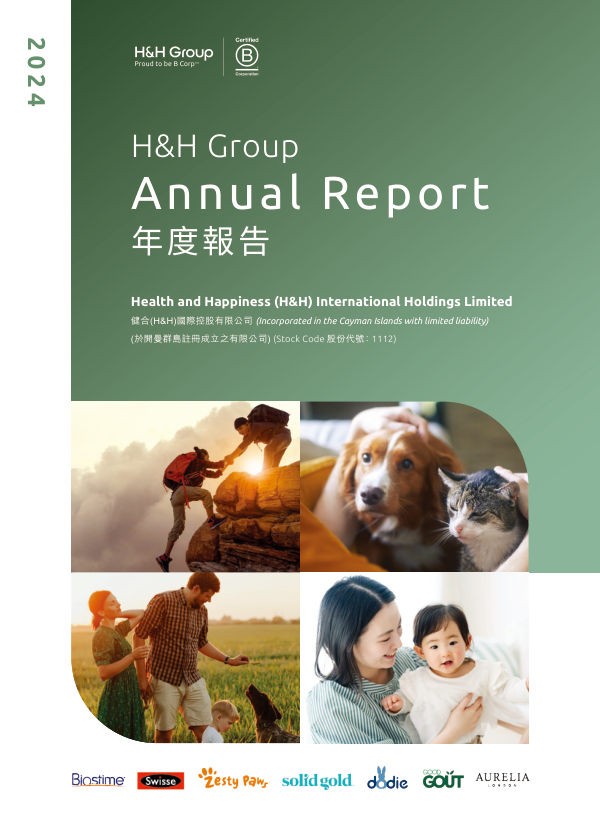 2024
H&H Group
Proud to be B Corp™
Certified
B
Corporation
H&H Group
Annual Report
年度報告
Health and Happiness (H&H) International Holdings Limited
健合(H&H)國際控股有限公司 (Incorporated in the Cayman Islands with limited liability)
(於開曼群島註冊成立之有限公司) (Stock Code 股份代號：1112)
Biostime
Swisse
Zesty Paws
solid gold
dodie
GOOD
GOÛT
AURELIA
LONDON